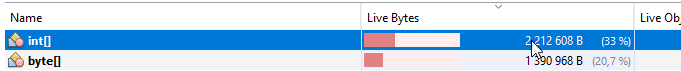 Name Live Bytes Live Obj
int[] 2 212 608 B (33 %)
byte[] 1 390 968 B (20,7 %)